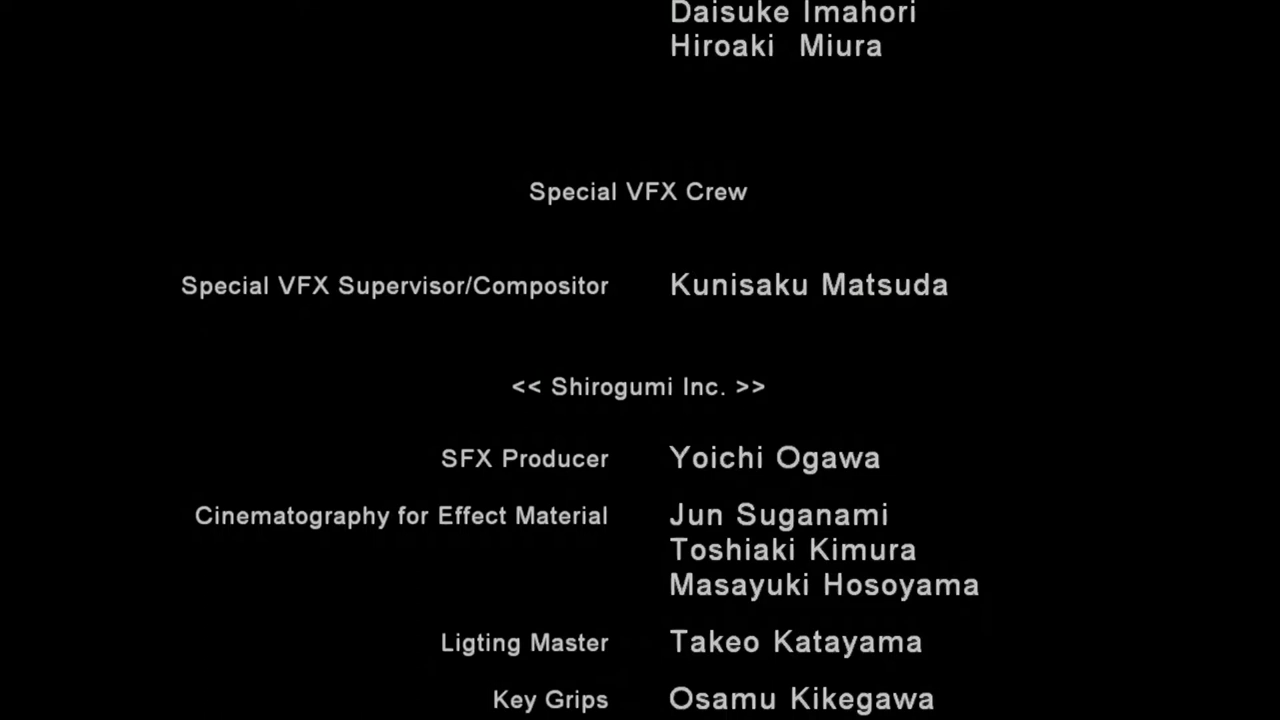 Daisuke Imahori
Hiroaki Miura
Special VFX Crew
Special VFX Supervisor/Compositor Kunisaku Matsuda
<< Shirogumi Inc. >>
SFX Producer Yoichi Ogawa
Cinematography for Effect Material Jun Suganami
Toshiaki Kimura
Masayuki Hosoyama
Ligting Master Takeo Katayama
Key Grips Osamu Kikegawa